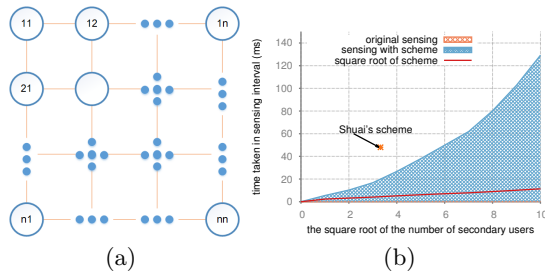 11 12 1n
21
n1 nn
(a)
original sensing
sensing with scheme
square root of scheme
time taken in sensing interval (ms)
140
120
100
80
60
40
20
0
Shuai's scheme
0 2 4 6 8 10
the square root of the number of secondary users
(b)